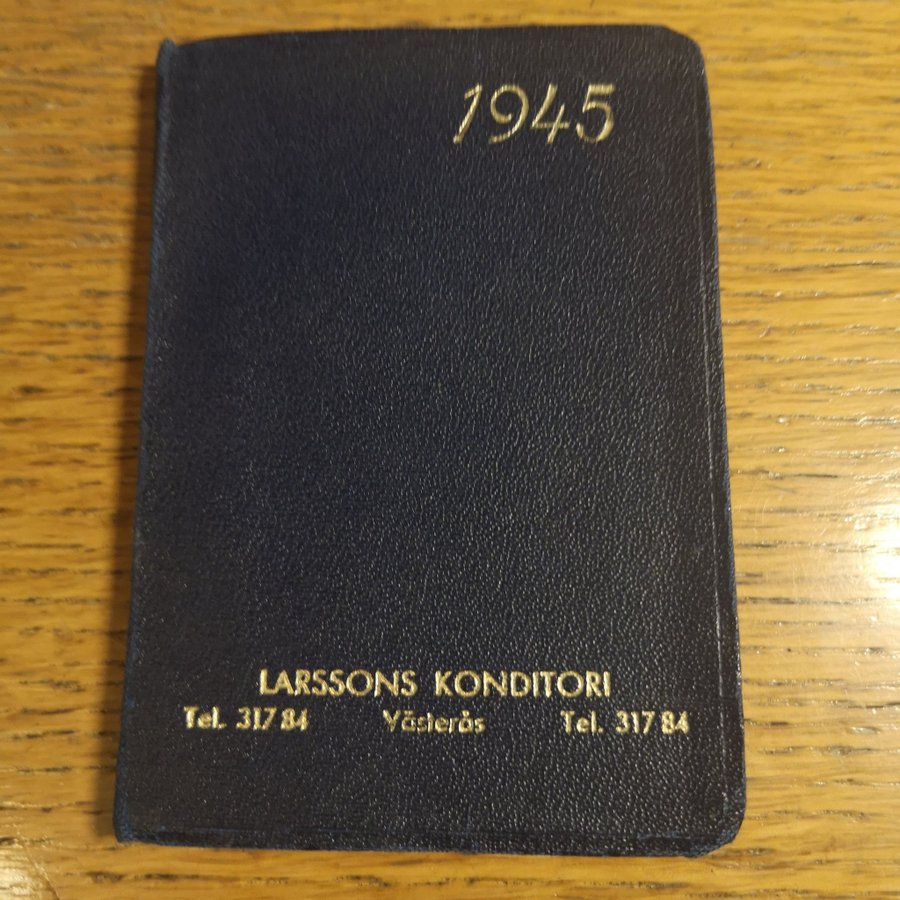 1945
LARSSONS KONDITORI
Tel. 317 84 Västerås Tel. 317 84